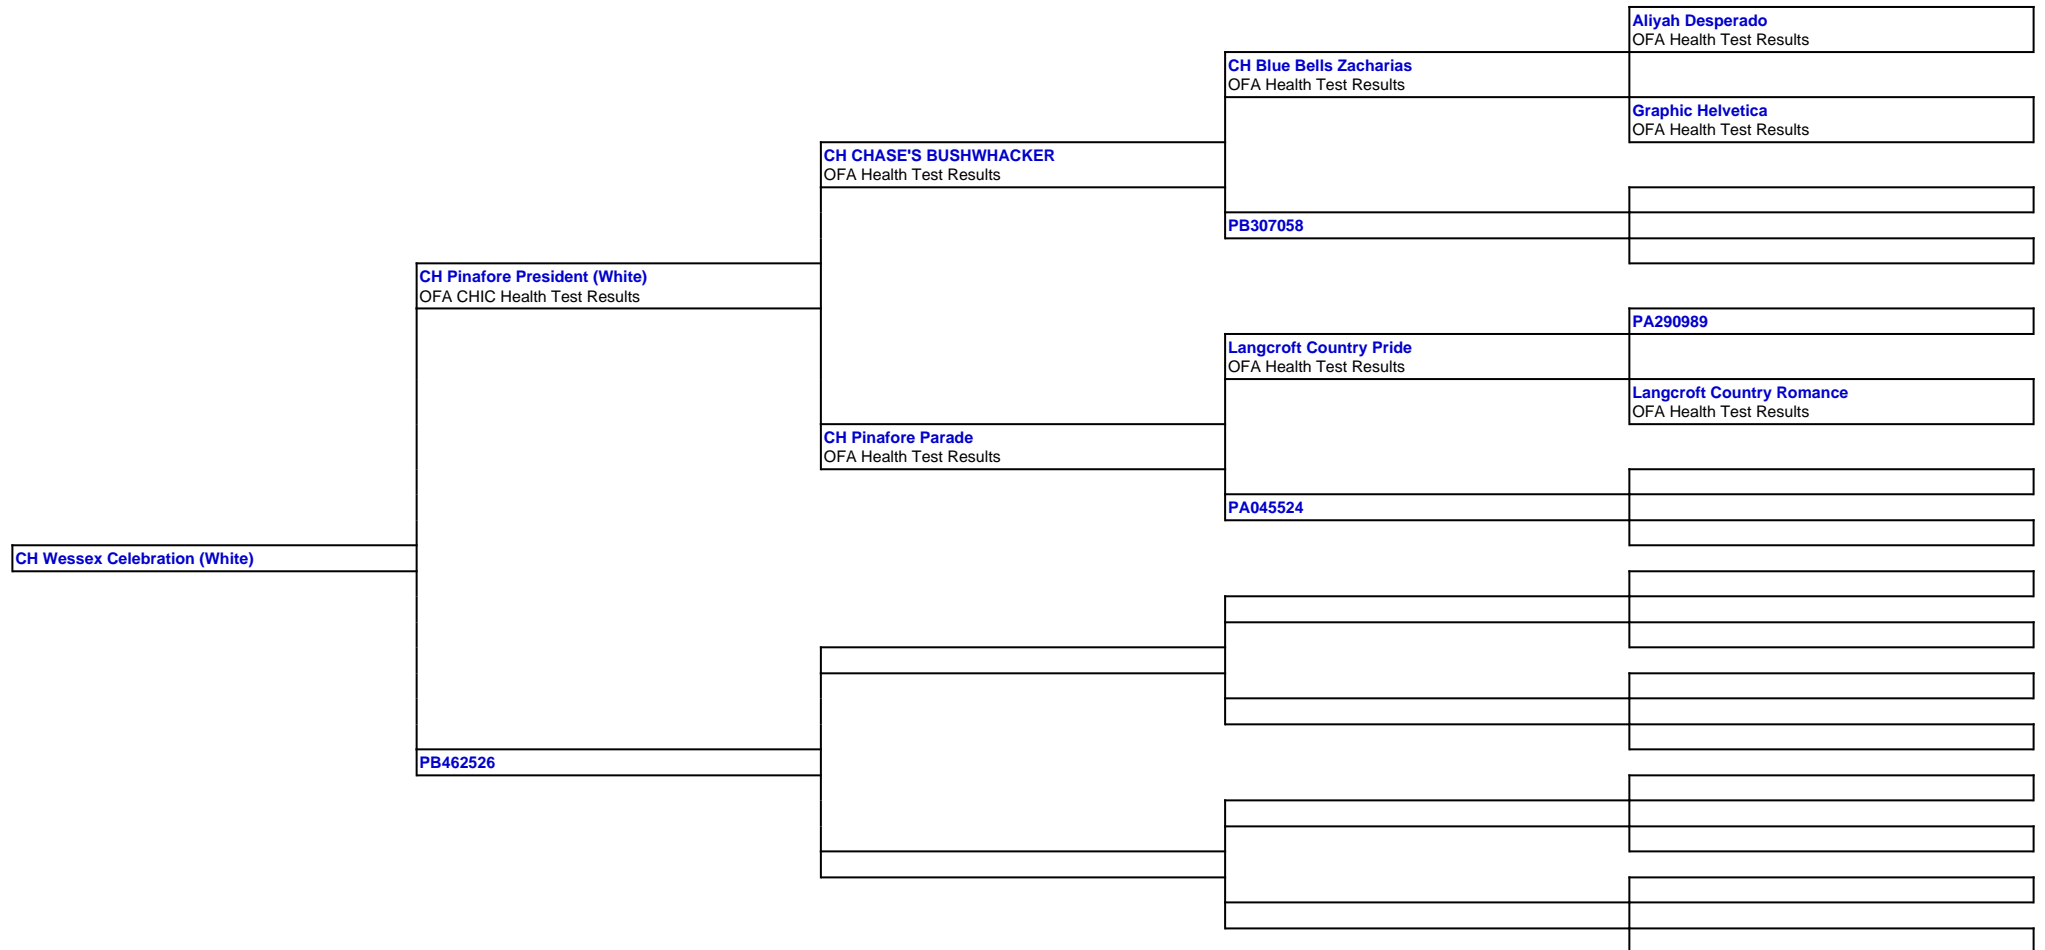 Aliyah Desperado
OFA Health Test Results
CH Blue Bells Zacharias
OFA Health Test Results
Graphic Helvetica
OFA Health Test Results
CH CHASE'S BUSHWHACKER
OFA Health Test Results
PB307058
CH Pinafore President (White)
OFA CHIC Health Test Results
PA290989
Langcroft Country Pride
OFA Health Test Results
Langcroft Country Romance
OFA Health Test Results
CH Pinafore Parade
OFA Health Test Results
PA045524
CH Wessex Celebration (White)
PB462526